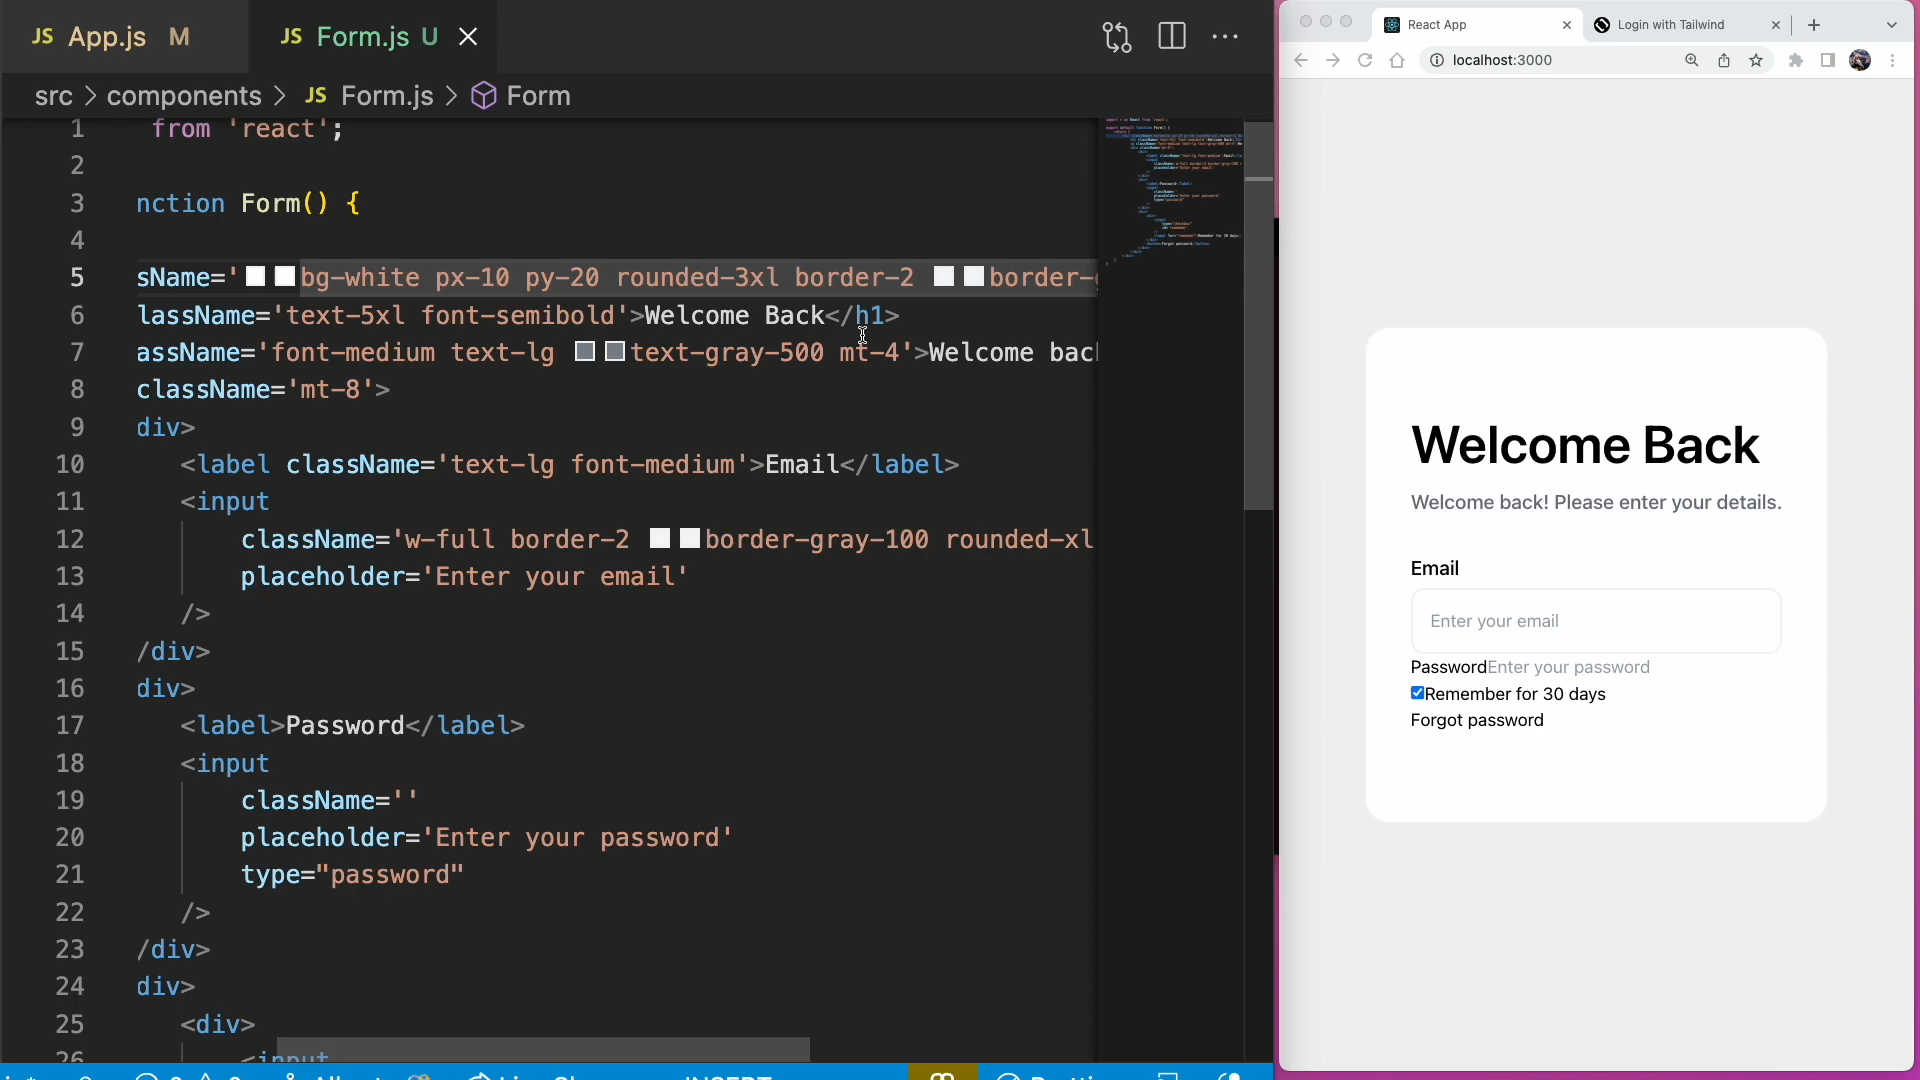 JS App.js M
JS Form.js U
src > components > JS Form.js > Form
1 from 'react';
2
3 nction Form() {
4
5 sName='bg-white px-10 py-20 rounded-3xl border-2 border-g
6 lassName='text-5xl font-semibold'>Welcome Back</h1>
7 assName='font-medium text-lg text-gray-500 mt-4'>Welcome back
8 className='mt-8'>
9 div>
10 <label className='text-lg font-medium'>Email</label>
11 <input
12 className='w-full border-2 border-gray-100 rounded-xl
13 placeholder='Enter your email'
14 />
15 /div>
16 div>
17 <label>Password</label>
18 <input
19 className=''
20 placeholder='Enter your password'
21 type="password"
22 />
23 /div>
24 div>
25 <div>
26 <input
INSERT
React App
Login with Tailwind
localhost:3000
Welcome Back
Welcome back! Please enter your details.
Email
Enter your email
PasswordEnter your password
Remember for 30 days
Forgot password